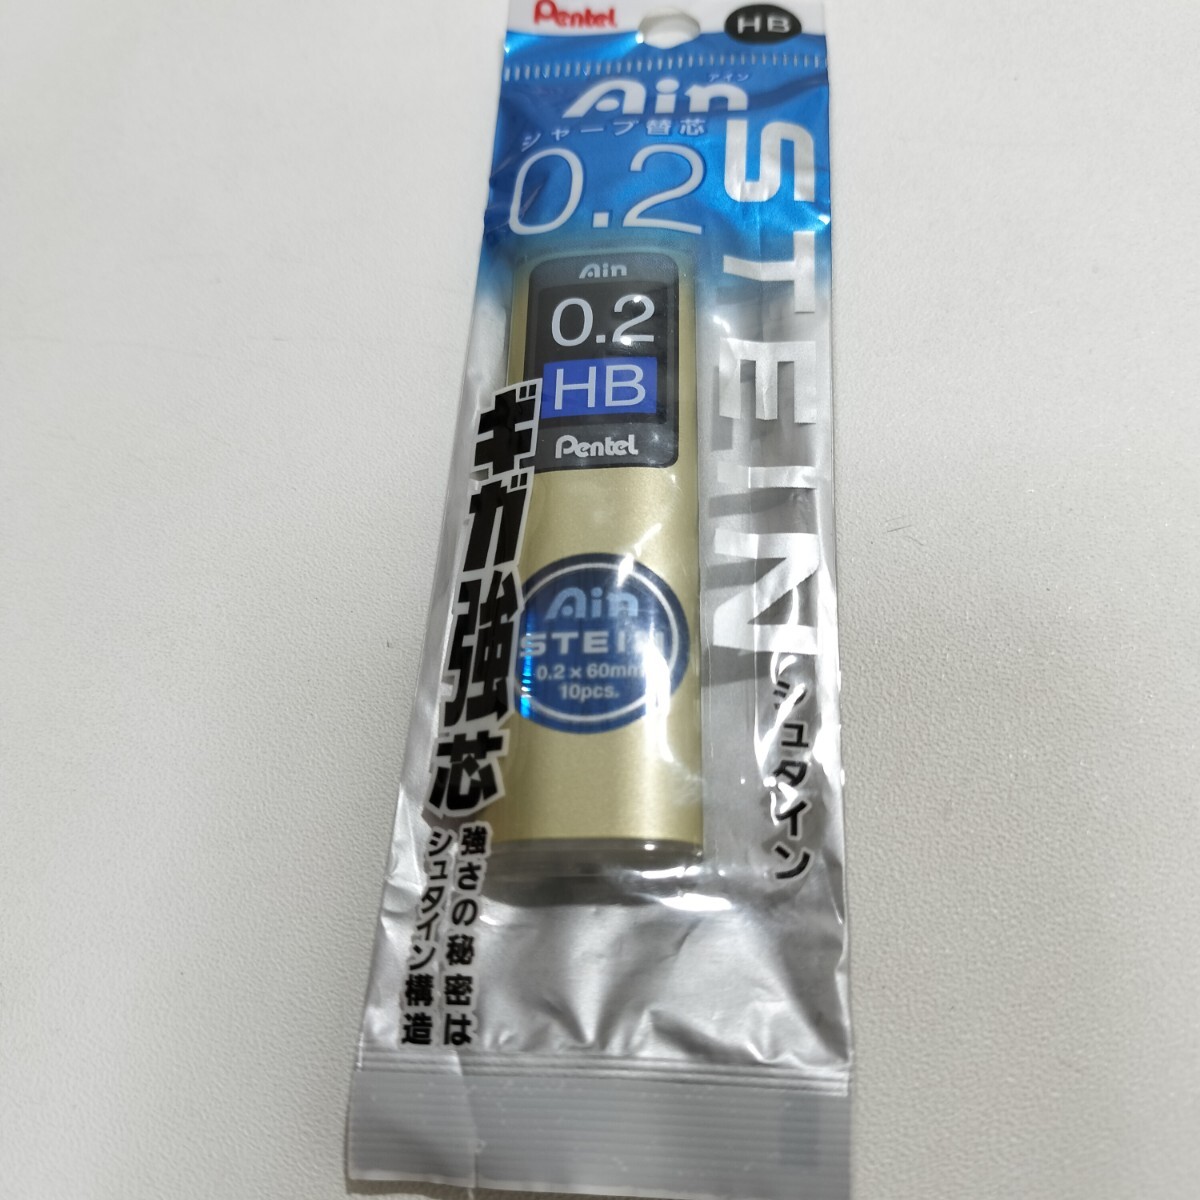 Pentel
HB
アイン
Ain
シャープ替芯
0.2
STEIN
シュタイン
Ain
0.2
HB
Pentel
Ain
STEIN
0.2×60mm
10pcs.
ギガ強芯
強さの秘密は
シュタイン構造